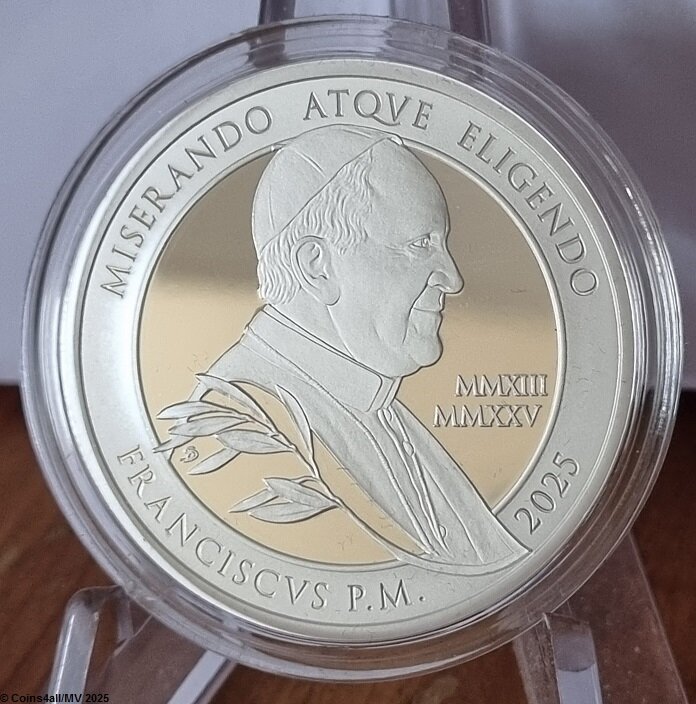 MISERANDO ATQVE ELIGENDO
MMXIII
MMXXV
2025
FRANCISCVS P.M.
© Coins4all/MV 2025